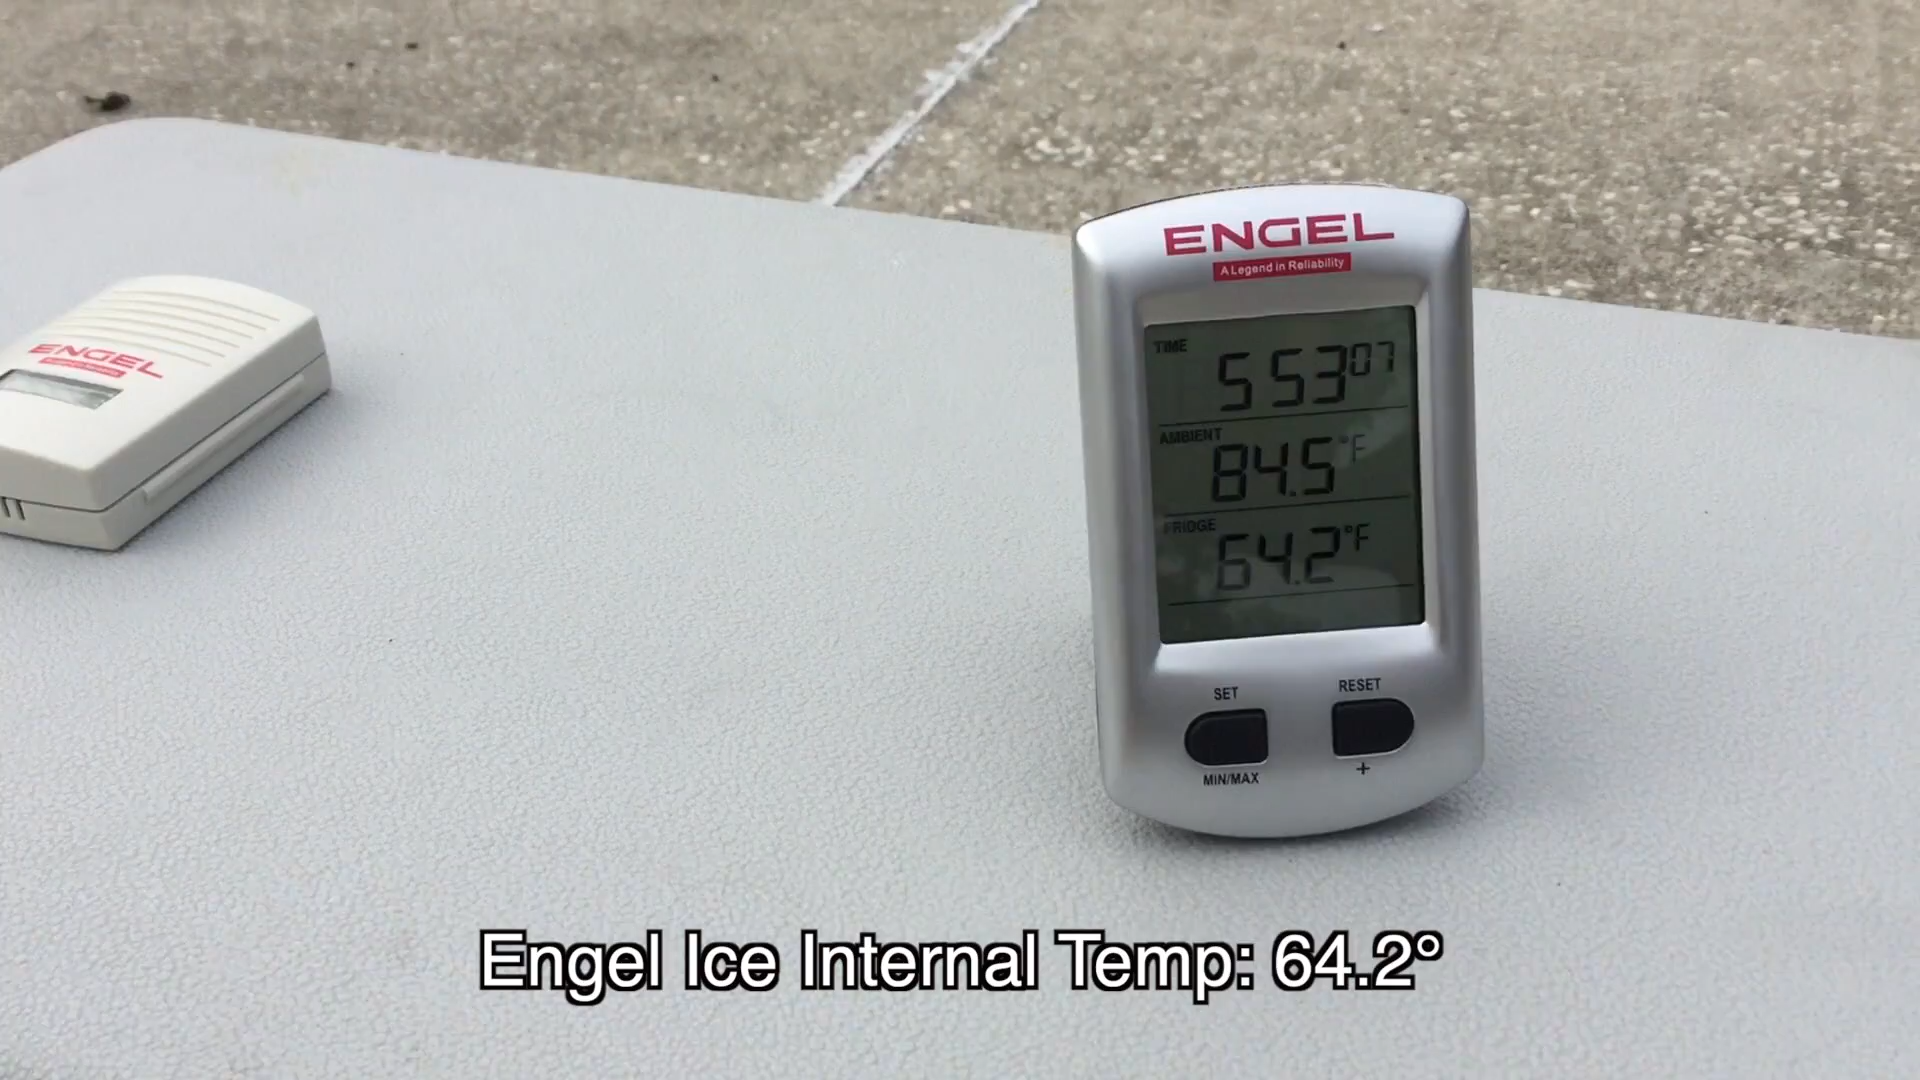 ENGEL
A Legend in Reliability
TIME
5 53 07
AMBIENT
84.5 °F
FRIDGE
64.2 °F
SET
RESET
MIN/MAX
+
ENGEL
Engel Ice Internal Temp: 64.2°